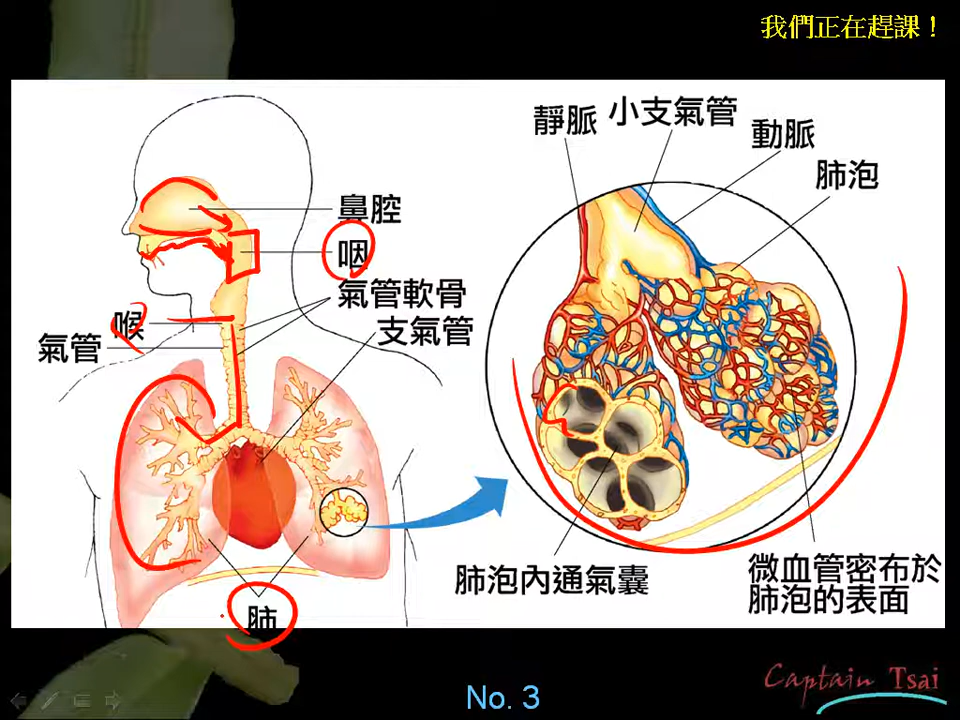 我們正在趕課！
靜脈
小支氣管
動脈
肺泡
鼻腔
咽
氣管軟骨
喉
支氣管
氣管
肺泡內通氣囊
微血管密布於
肺泡的表面
肺
No. 3
Captain Tsai